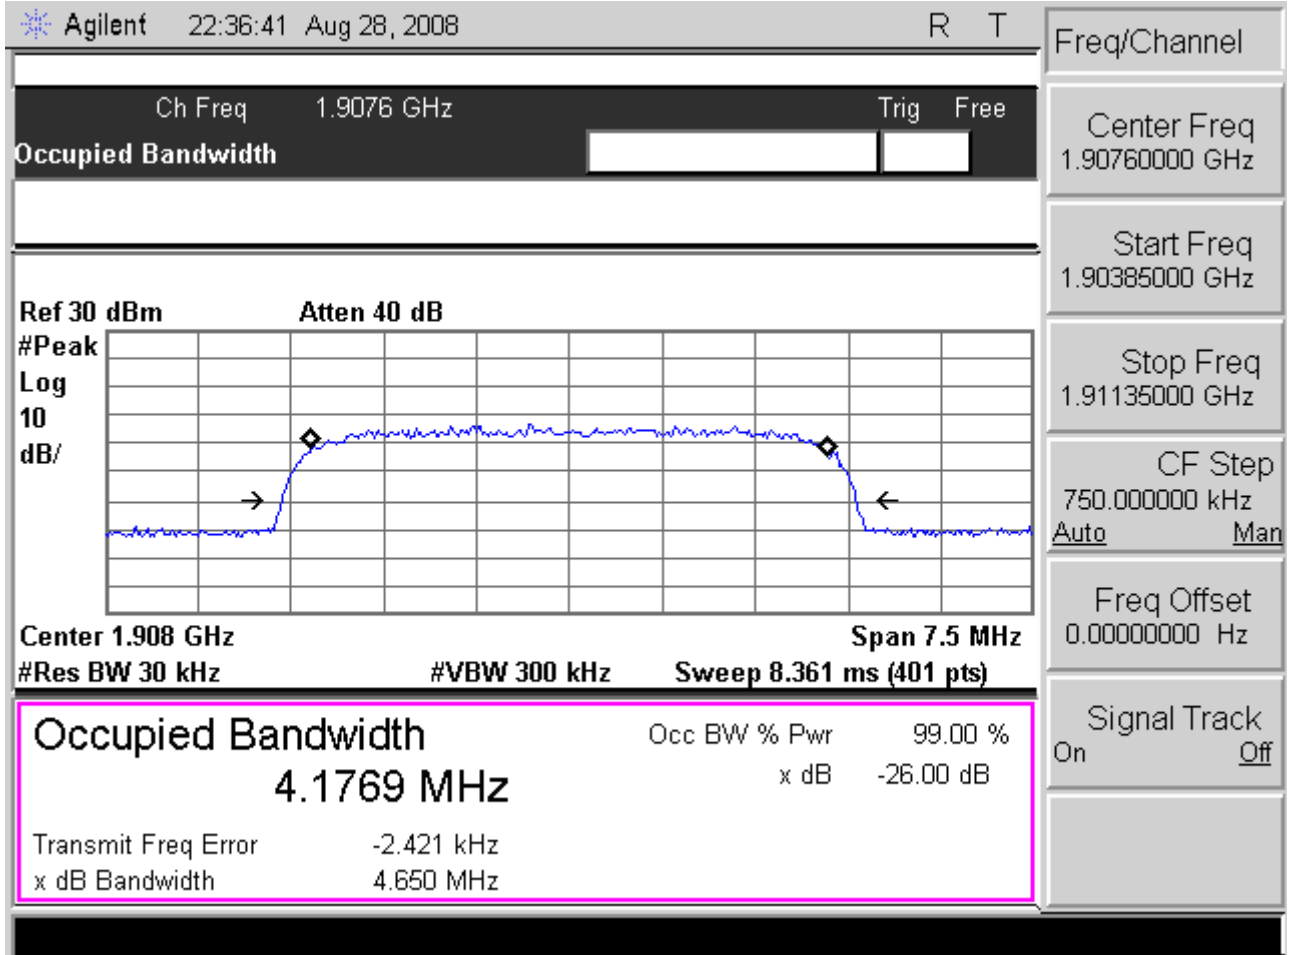 Agilent 22:36:41 Aug 28, 2008 R T
Freq/Channel
Ch Freq 1.9076 GHz Trig Free
Occupied Bandwidth
Center Freq
1.90760000 GHz
Start Freq
1.90385000 GHz
Stop Freq
1.91135000 GHz
CF Step
750.000000 kHz
Auto Man
Freq Offset
0.00000000 Hz
Signal Track
On Off
Ref 30 dBm Atten 40 dB
#Peak
Log
10
dB/
Center 1.908 GHz Span 7.5 MHz
#Res BW 30 kHz #VBW 300 kHz Sweep 8.361 ms (401 pts)
Occupied Bandwidth
4.1769 MHz
Occ BW % Pwr 99.00 %
x dB -26.00 dB
Transmit Freq Error -2.421 kHz
x dB Bandwidth 4.650 MHz